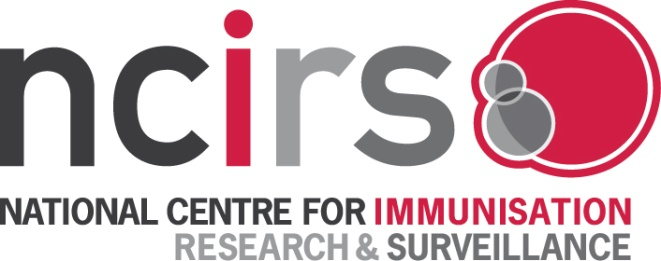 ncirs
NATIONAL CENTRE FOR IMMUNISATION
RESEARCH & SURVEILLANCE